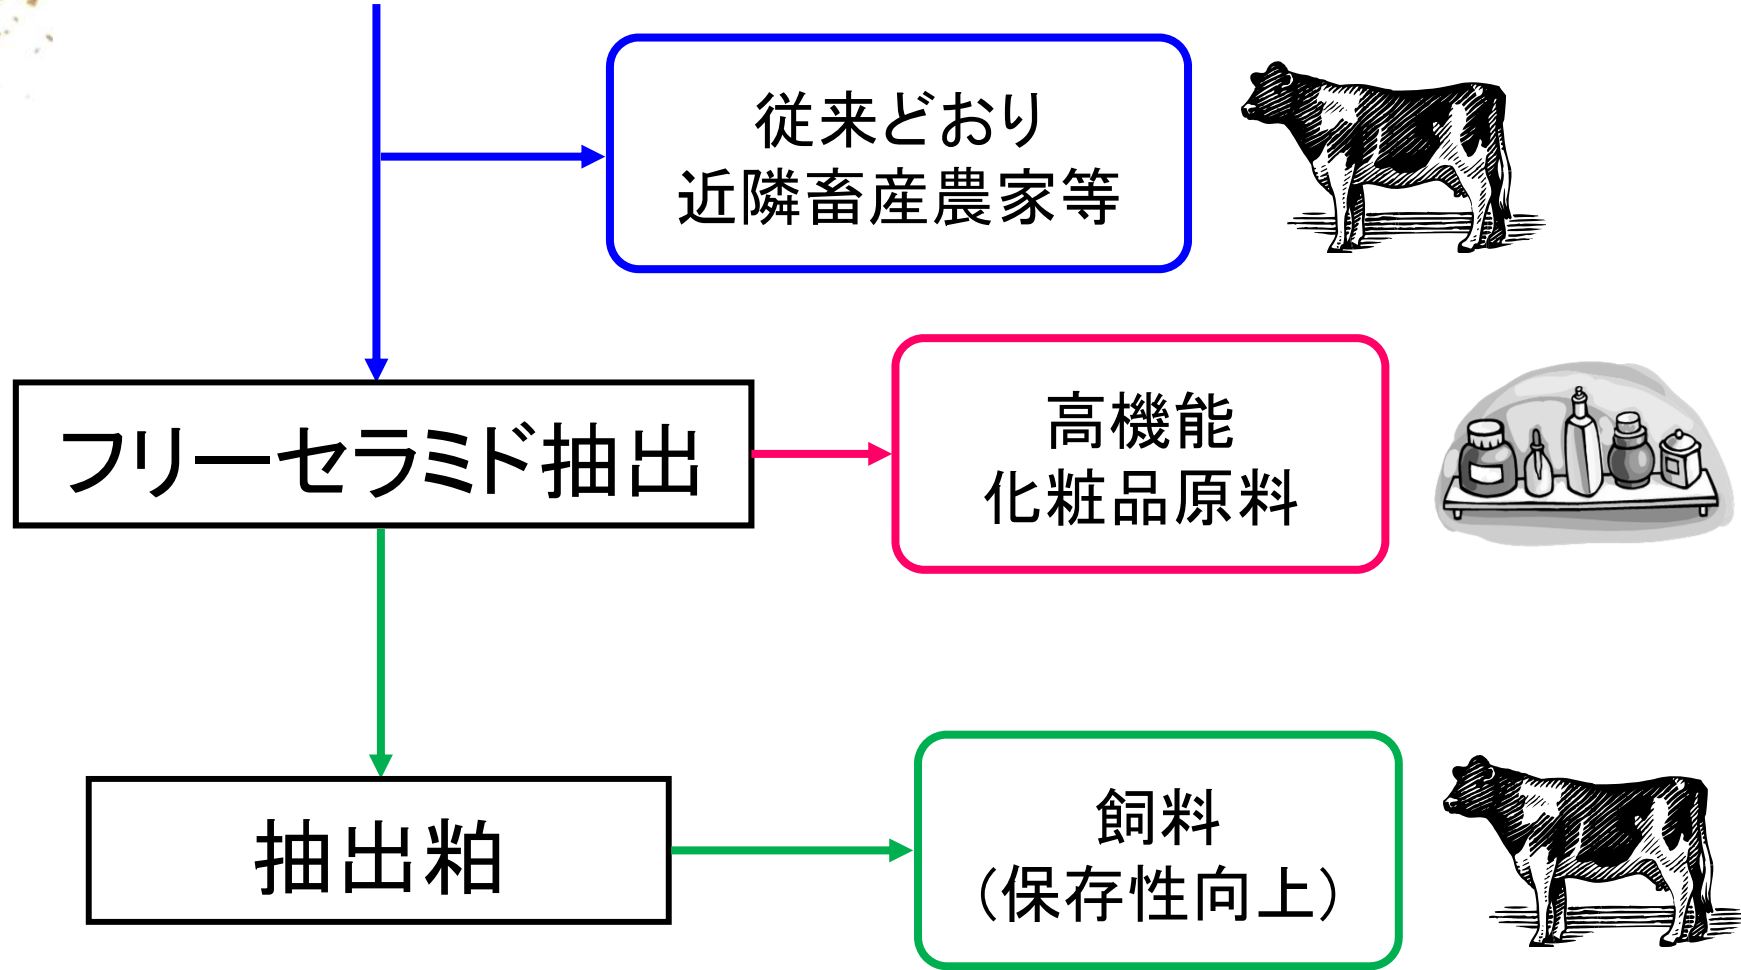 従来どおり
近隣畜産農家等
フリーセラミド抽出
高機能
化粧品原料
抽出粕
飼料
（保存性向上）